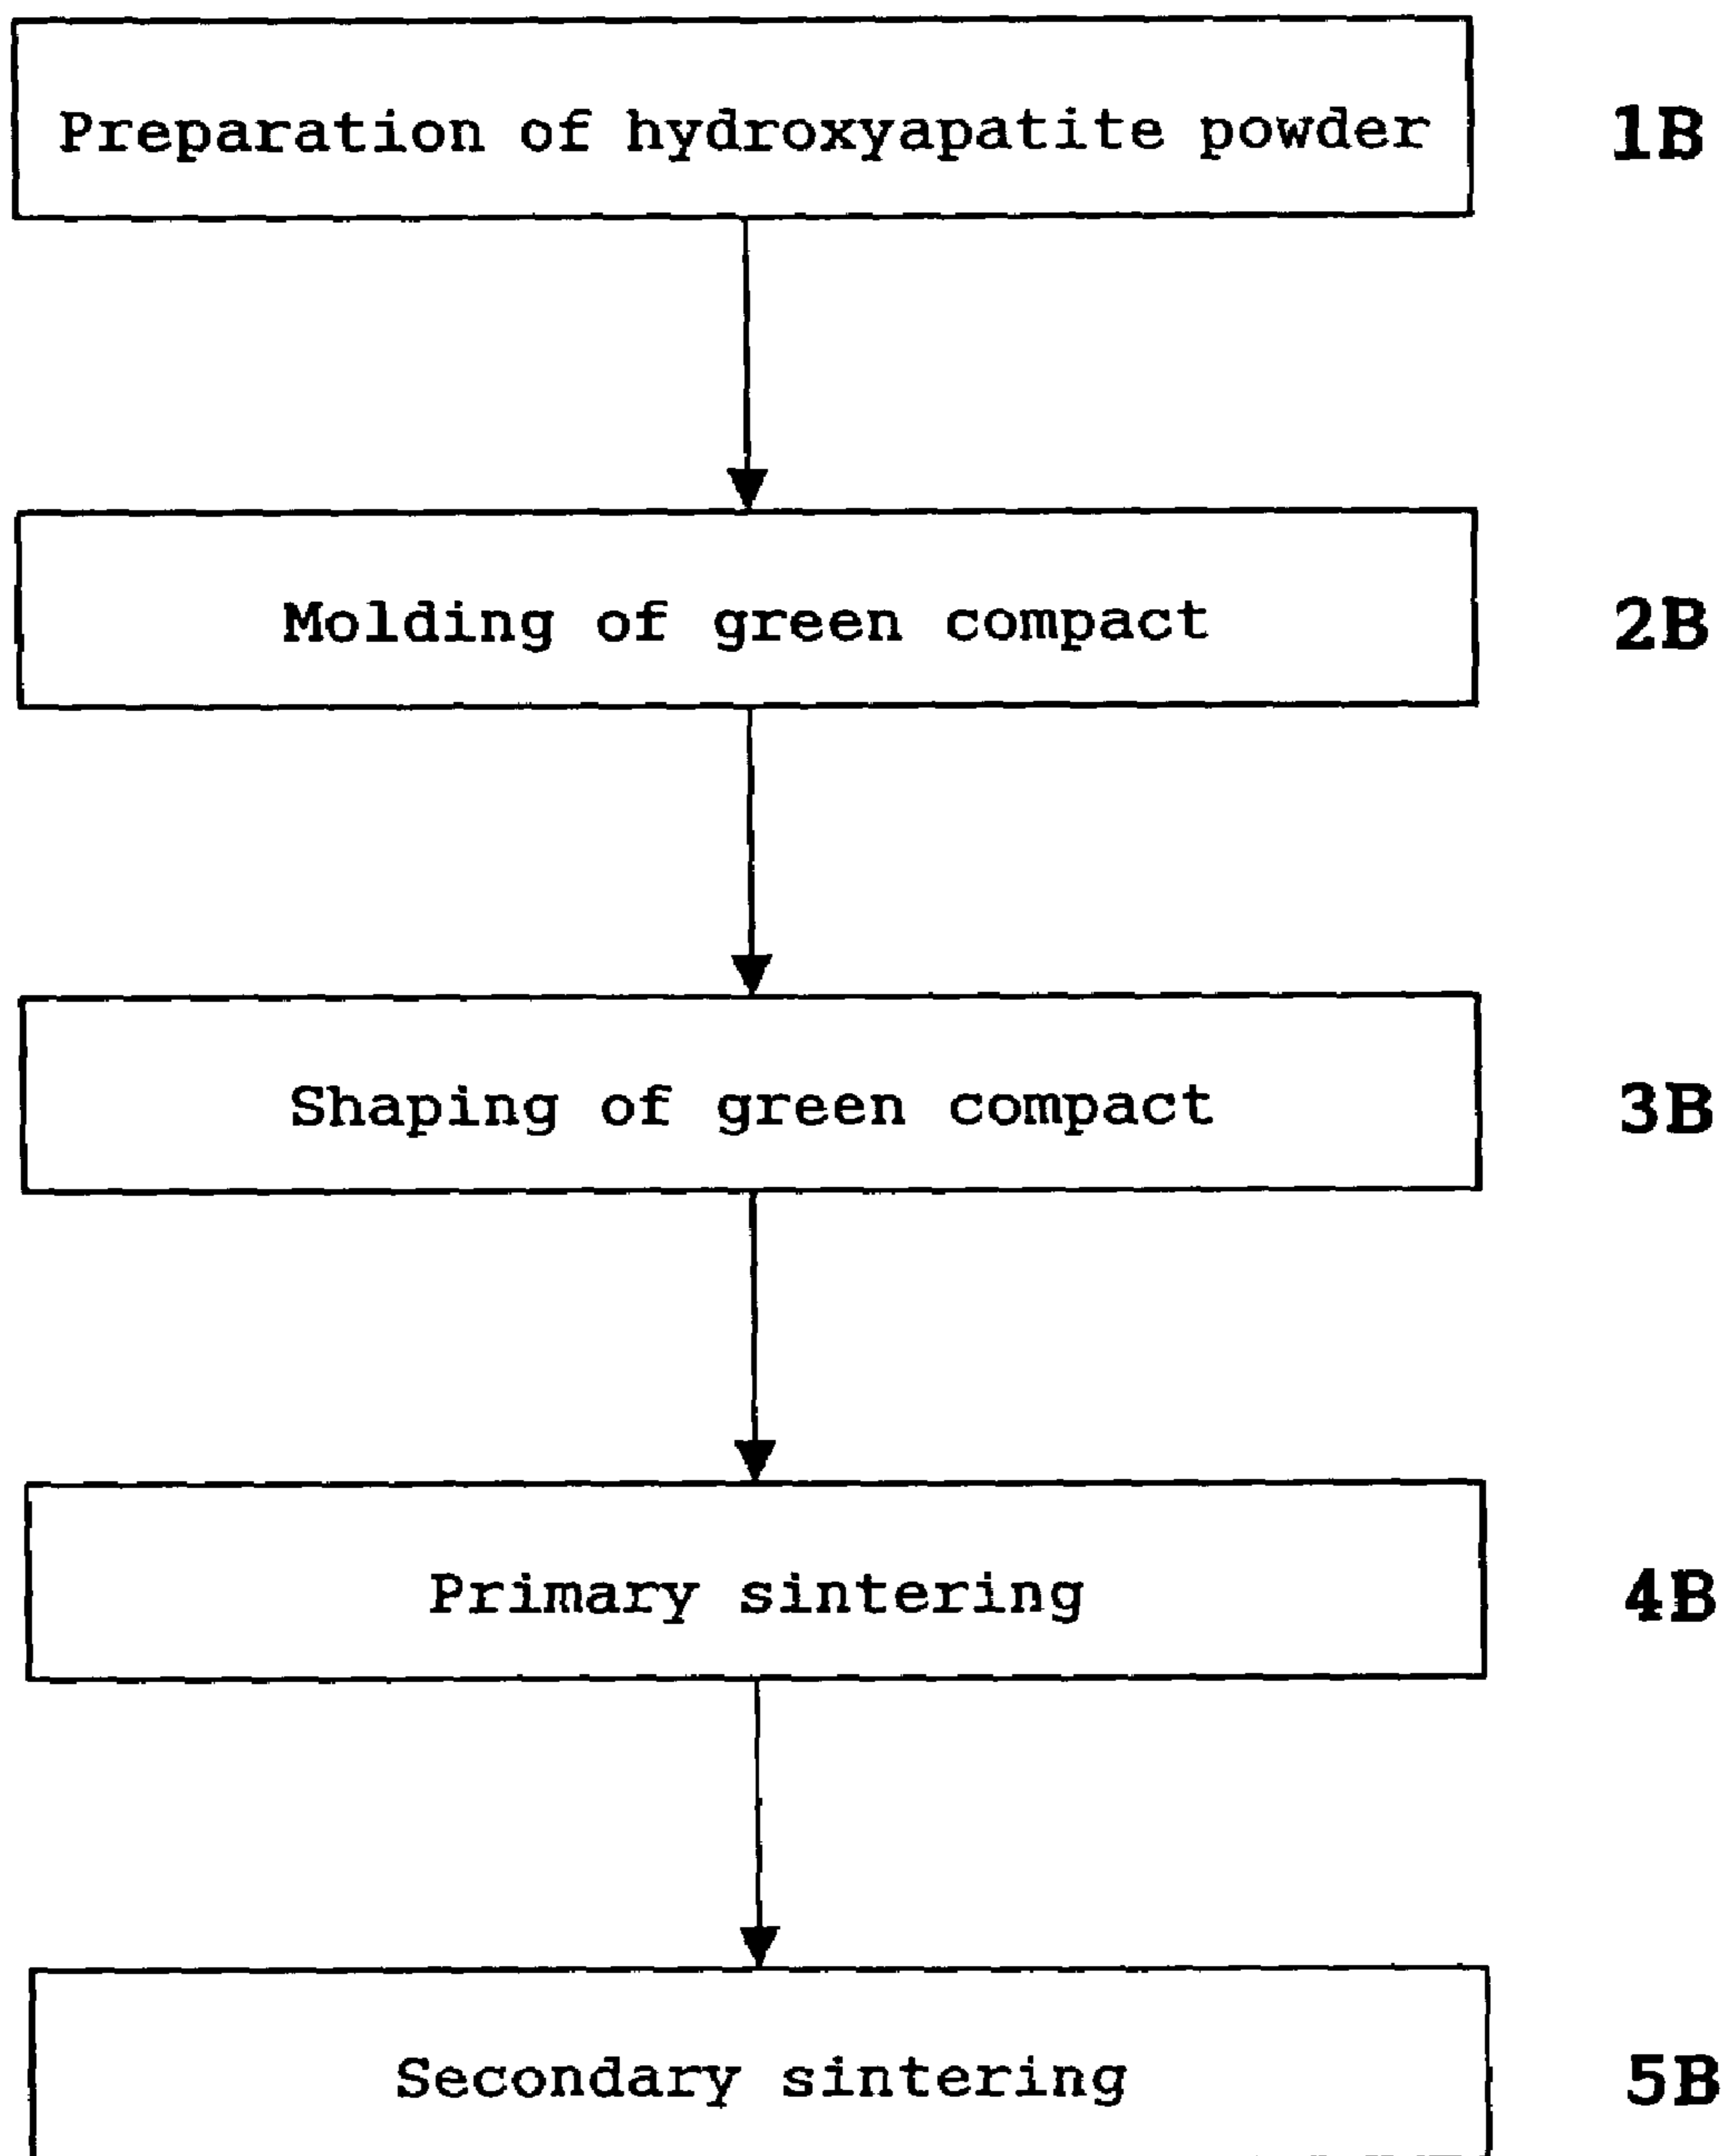 Preparation of hydroxyapatite powder 1B
Molding of green compact 2B
Shaping of green compact 3B
Primary sintering 4B
Secondary sintering 5B